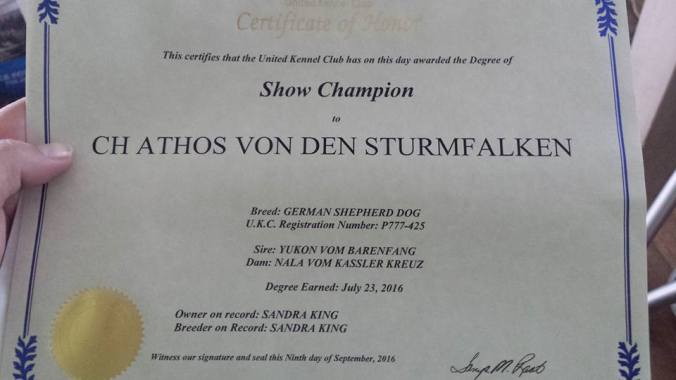 United Kennel Club
Certificate of Honor
This certifies that the United Kennel Club has on this day awarded the Degree of
Show Champion
to
CH ATHOS VON DEN STURMFALKEN
Breed: GERMAN SHEPHERD DOG
U.K.C. Registration Number: P777-425
Sire: YUKON VOM BARENFANG
Dam: NALA VOM KASSLER KREUZ
Degree Earned: July 23, 2016
Owner on record: SANDRA KING
Breeder on Record: SANDRA KING
Witness our signature and seal this Ninth day of September, 2016